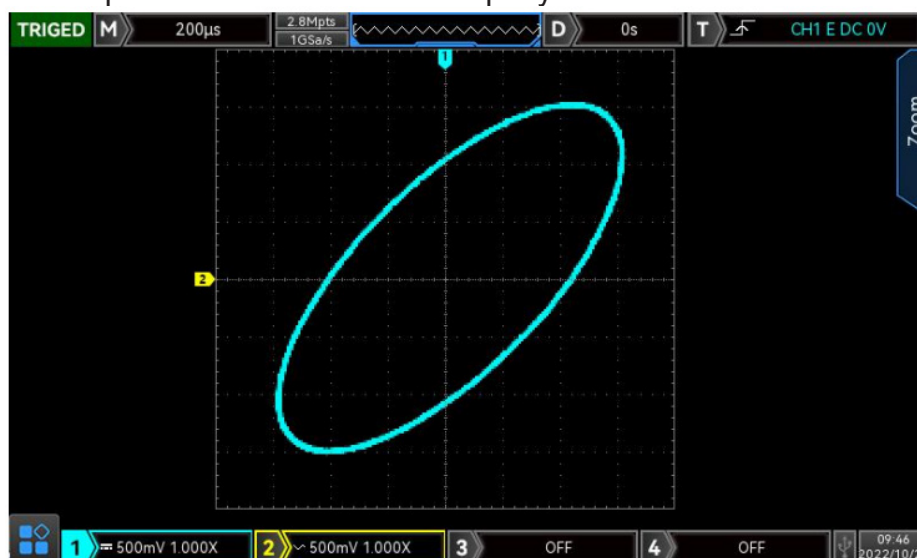 TRIGED M 200μs 2.8Mpts D 0s T CH1 E DC 0V
1GSa/s
1
Zoom
2
1 500mV 1.000X 2 500mV 1.000X 3 OFF 4 OFF 09:46